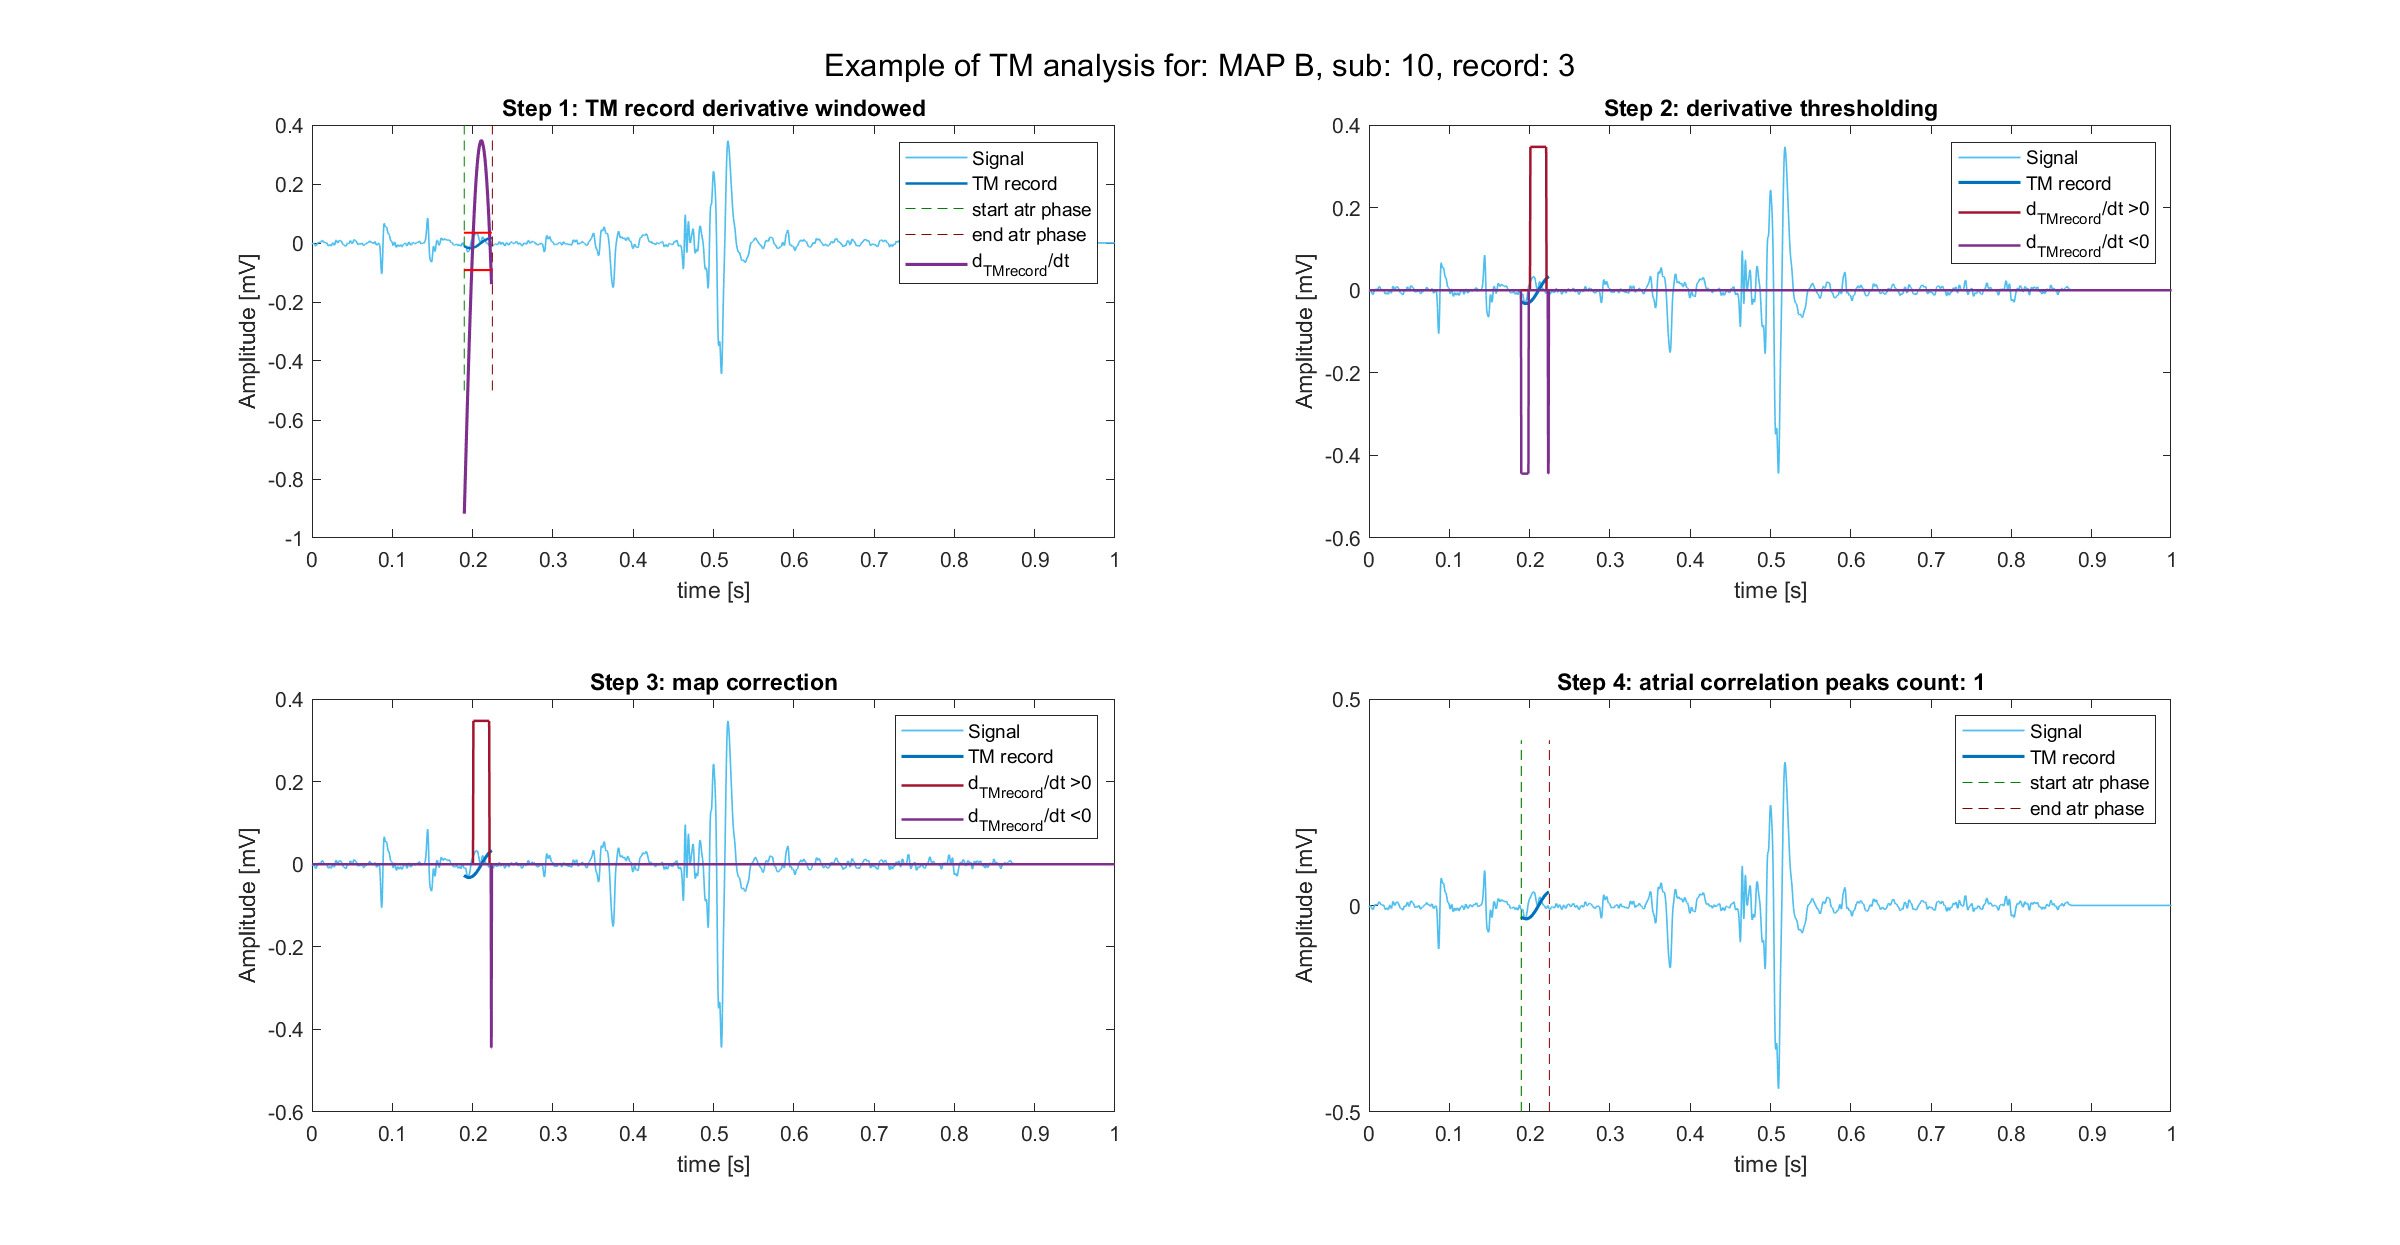 Example of TM analysis for: MAP B, sub: 10, record: 3
Step 1: TM record derivative windowed
0.4
0.2
0
-0.2
-0.4
-0.6
-0.8
-1
Amplitude [mV]
0 0.1 0.2 0.3 0.4 0.5 0.6 0.7 0.8 0.9 1
time [s]
Signal
TM record
start atr phase
end atr phase
dTMrecord/dt
Step 2: derivative thresholding
0.4
0.2
0
-0.2
-0.4
-0.6
Amplitude [mV]
0 0.1 0.2 0.3 0.4 0.5 0.6 0.7 0.8 0.9 1
time [s]
Signal
TM record
dTMrecord/dt >0
dTMrecord/dt <0
Step 3: map correction
0.4
0.2
0
-0.2
-0.4
-0.6
Amplitude [mV]
0 0.1 0.2 0.3 0.4 0.5 0.6 0.7 0.8 0.9 1
time [s]
Signal
TM record
dTMrecord/dt >0
dTMrecord/dt <0
Step 4: atrial correlation peaks count: 1
0.5
0
-0.5
Amplitude [mV]
0 0.1 0.2 0.3 0.4 0.5 0.6 0.7 0.8 0.9 1
time [s]
Signal
TM record
start atr phase
end atr phase